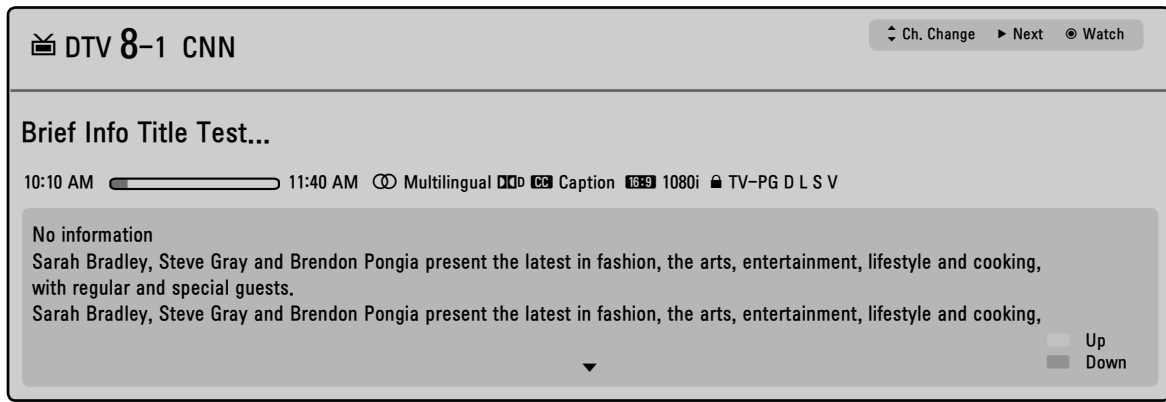 DTV 8-1 CNN
Ch. Change Next Watch
Brief Info Title Test...
10:10 AM 11:40 AM Multilingual DD D CC Caption 16:9 1080i TV-PG D L S V
No information
Sarah Bradley, Steve Gray and Brendon Pongia present the latest in fashion, the arts, entertainment, lifestyle and cooking,
with regular and special guests.
Sarah Bradley, Steve Gray and Brendon Pongia present the latest in fashion, the arts, entertainment, lifestyle and cooking,
Up
Down